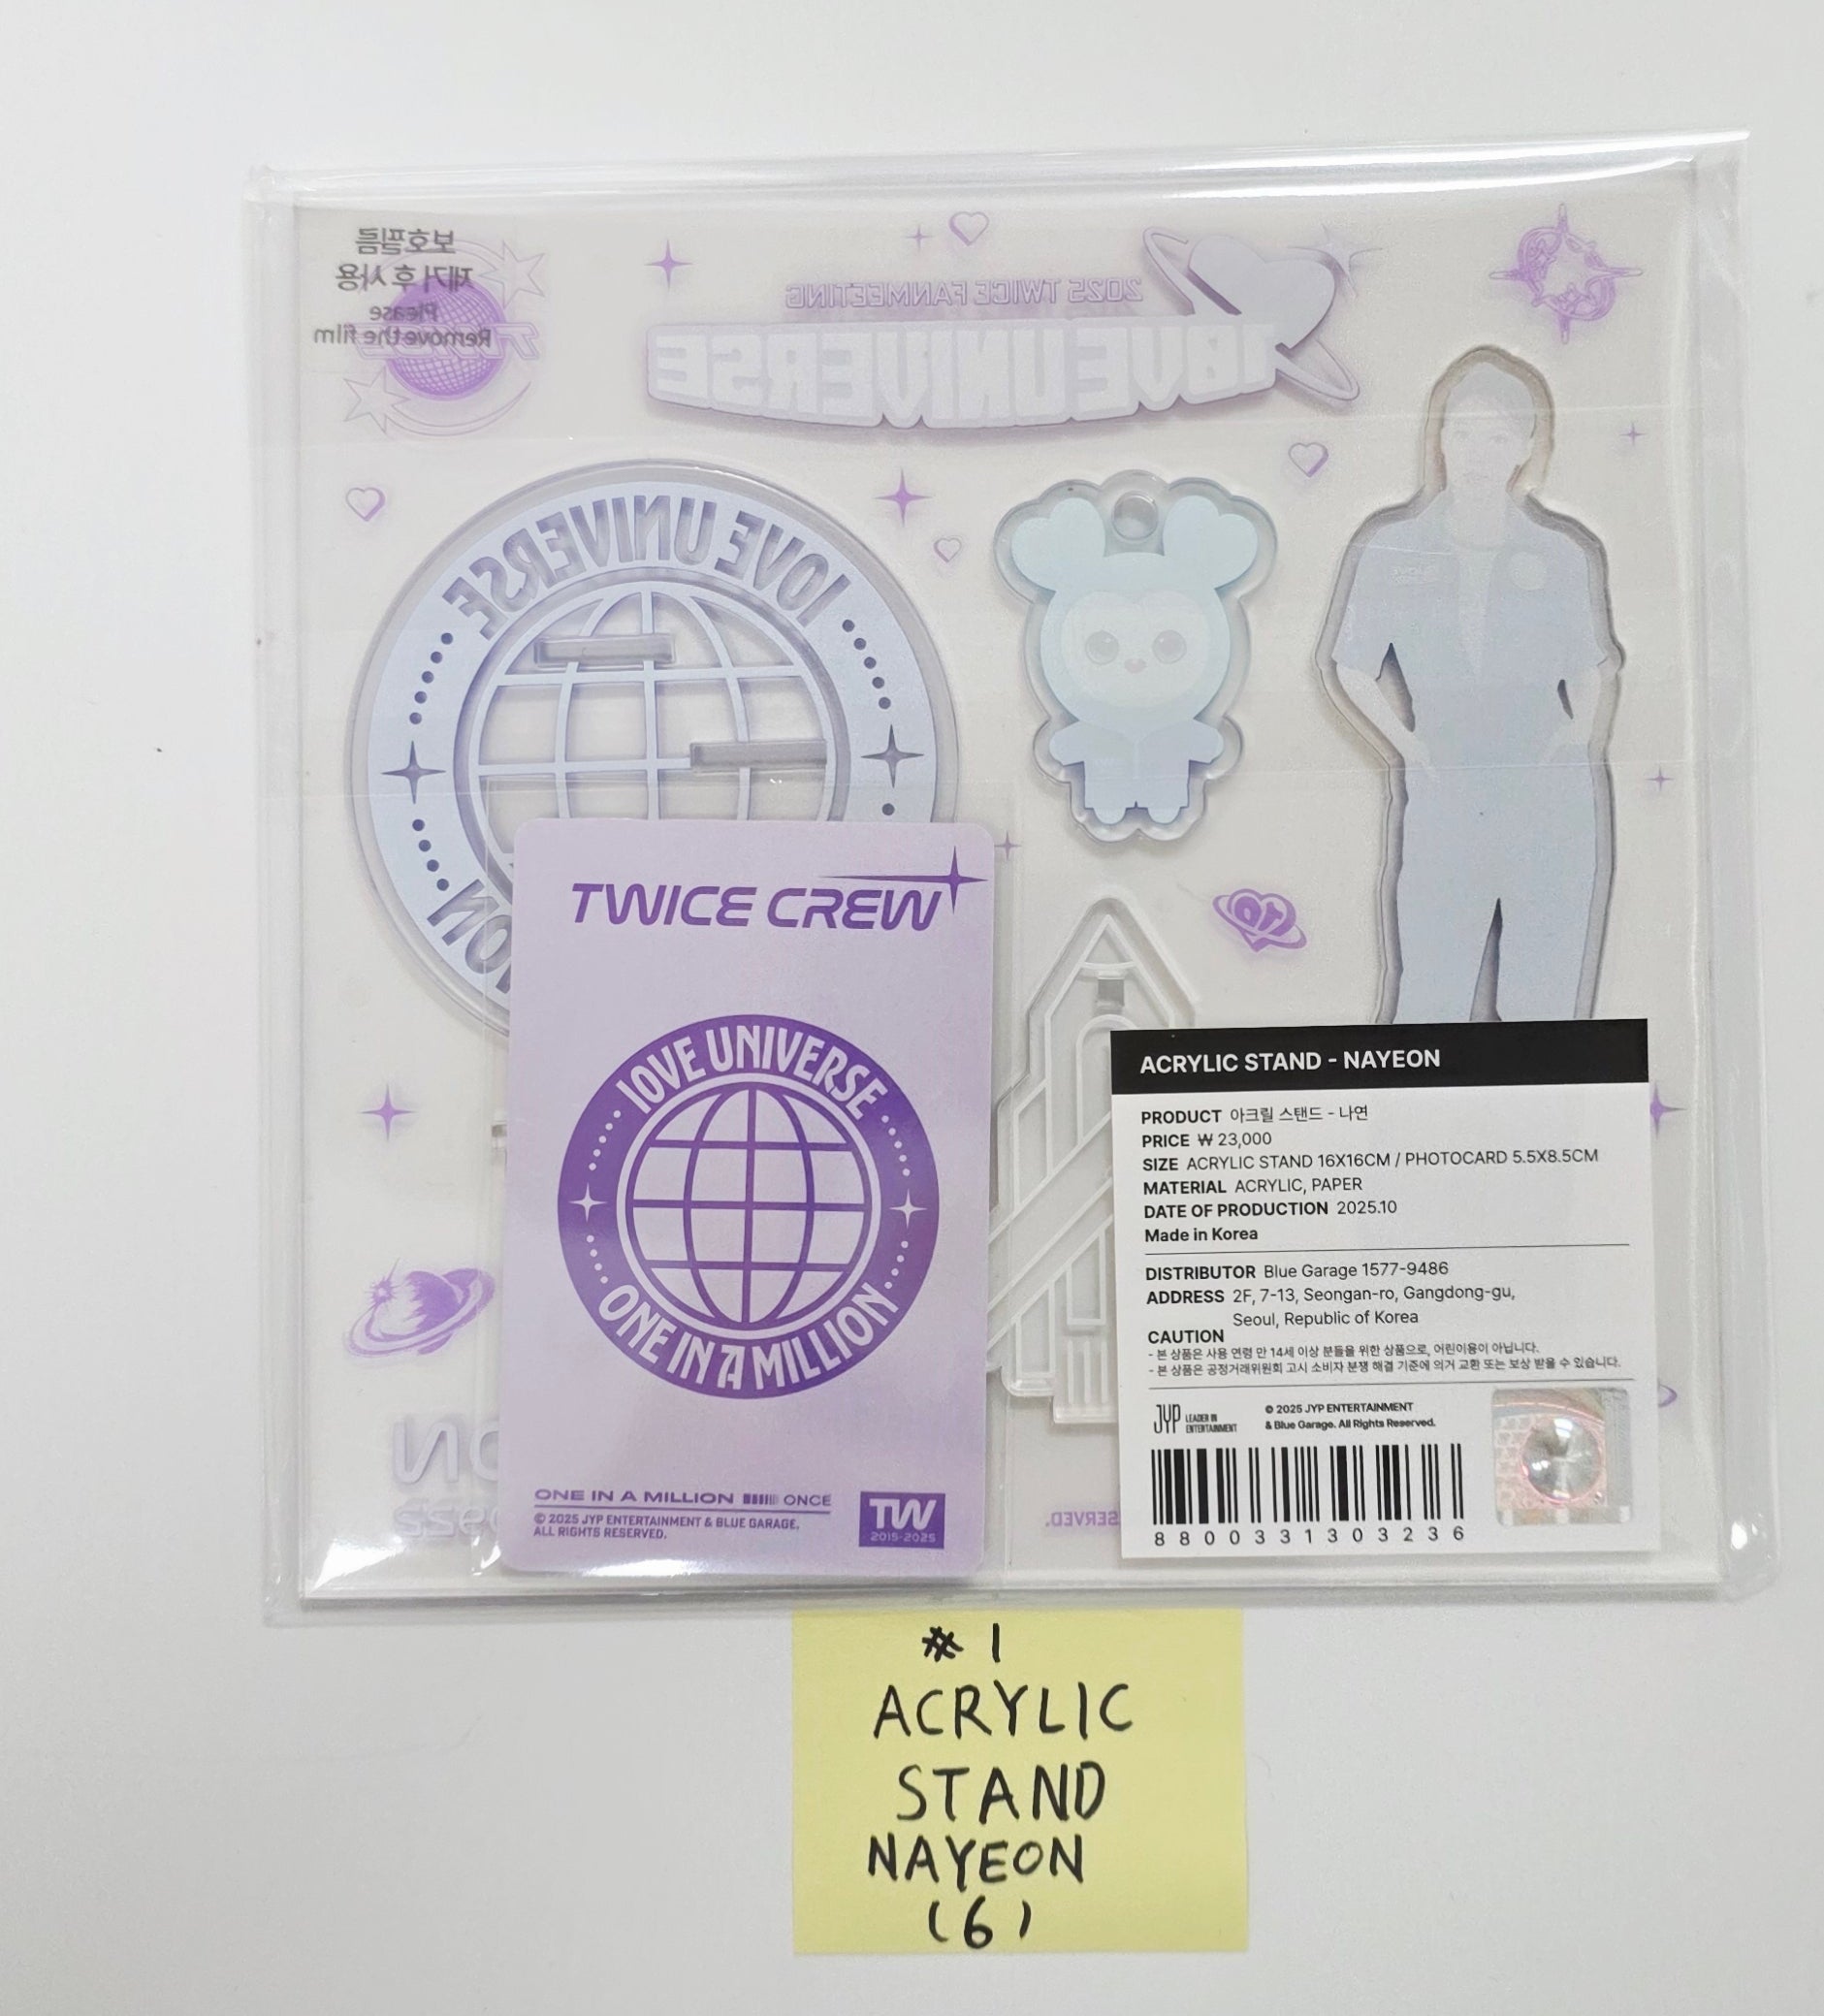 보호필름
제거 후 사용
Please
Remove the film
2025 TWICE FANMEETING
10VE UNIVERSE
10VE UNIVERSE
TWICE CREW
10VE UNIVERSE
ONE IN A MILLION
ONE IN A MILLION ONCE
© 2025 JYP ENTERTAINMENT & BLUE GARAGE.
ALL RIGHTS RESERVED.
TW
2015-2025
ACRYLIC STAND - NAYEON
PRODUCT 아크릴 스탠드 - 나연
PRICE ₩ 23,000
SIZE ACRYLIC STAND 16X16CM / PHOTOCARD 5.5X8.5CM
MATERIAL ACRYLIC, PAPER
DATE OF PRODUCTION 2025.10
Made in Korea
DISTRIBUTOR Blue Garage 1577-9486
ADDRESS 2F, 7-13, Seongan-ro, Gangdong-gu,
Seoul, Republic of Korea
CAUTION
- 본 상품은 사용 연령 만 14세 이상 분들을 위한 상품으로, 어린이용이 아닙니다.
- 본 상품은 공정거래위원회 고시 소비자 분쟁 해결 기준에 의거 교환 또는 보상 받을 수 있습니다.
JYP LEADER IN
ENTERTAINMENT
© 2025 JYP ENTERTAINMENT
& Blue Garage. All Rights Reserved.
8800331303236
#1
ACRYLIC
STAND
NAYEON
(6)